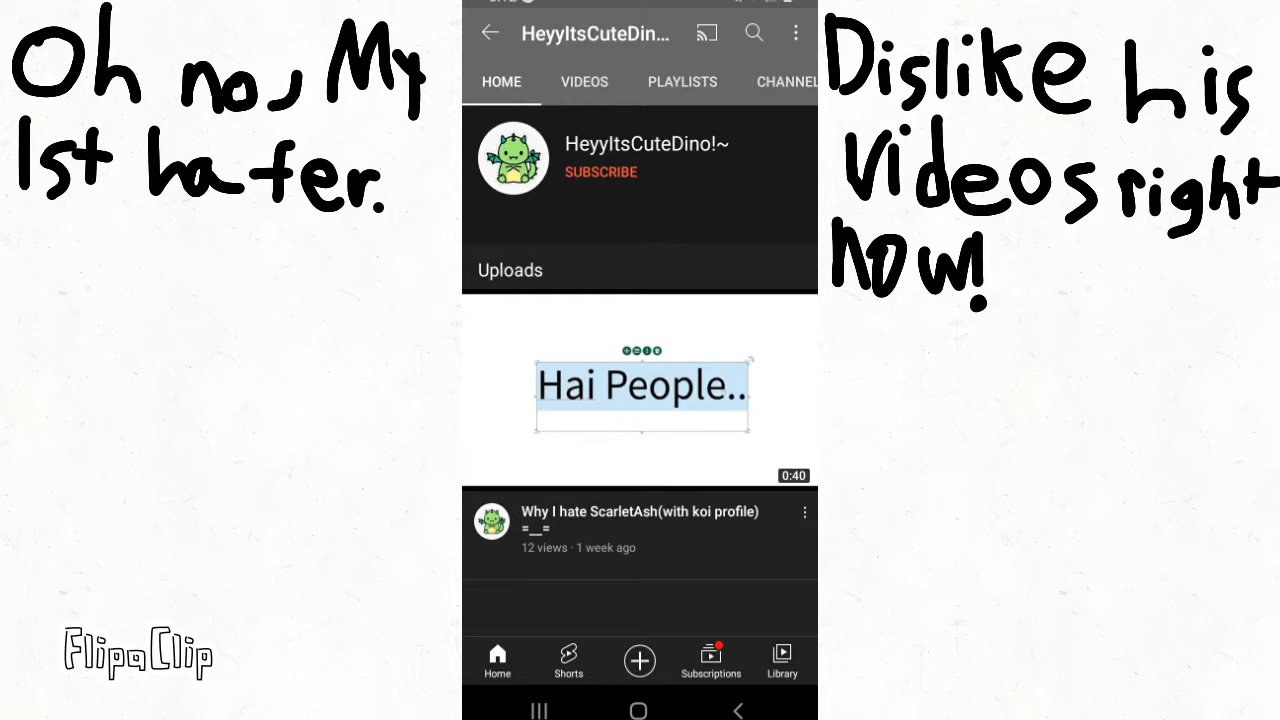 Oh no, My
1st hater.
HeyyItsCuteDin...
HOME VIDEOS PLAYLISTS CHANNEL
HeyyItsCuteDino!~
SUBSCRIBE
Uploads
Hai People..
0:40
Why I hate ScarletAsh(with koi profile)
=__=
12 views · 1 week ago
Home Shorts Subscriptions Library
Dislike his
Videos right
now!
FlipaClip